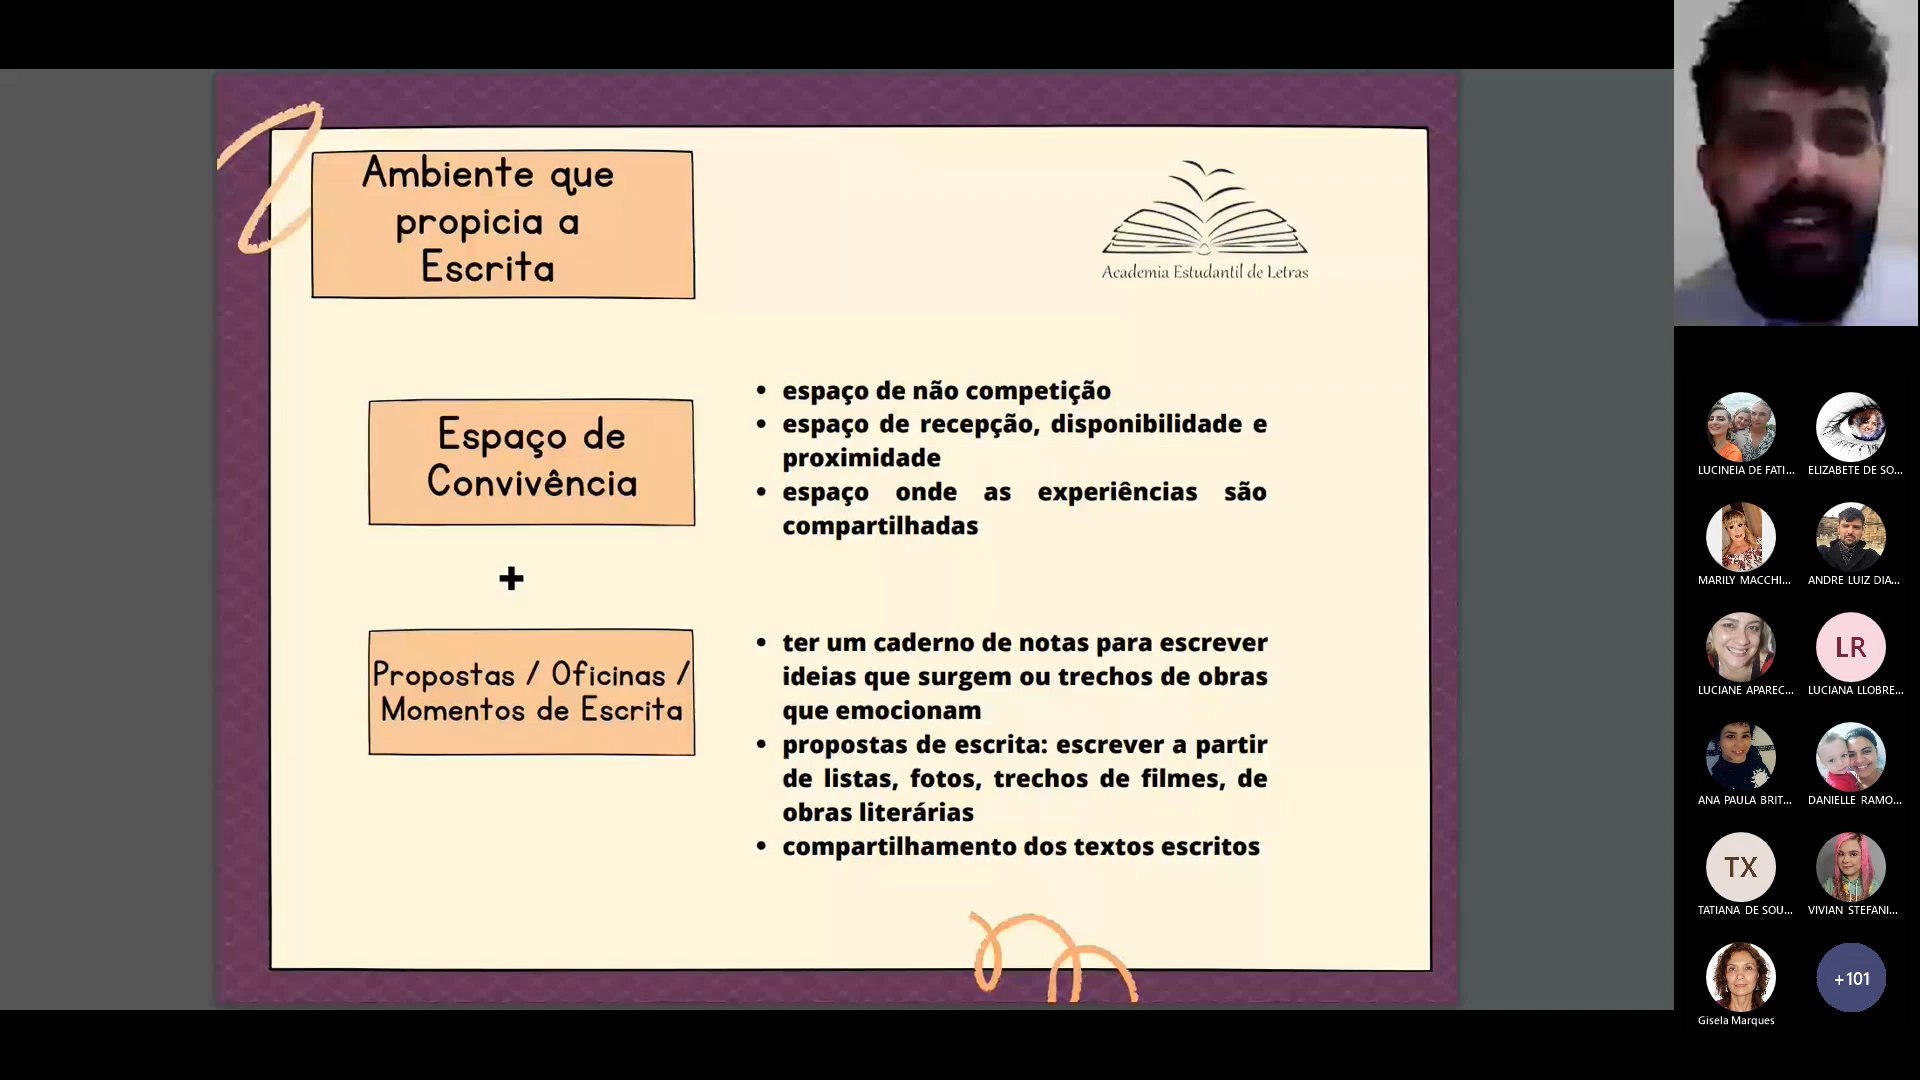 Ambiente que
propicia a
Escrita
Academia Estudantil de Letras
Espaço de
Convivência
• espaço de não competição
• espaço de recepção, disponibilidade e
proximidade
• espaço onde as experiências são
compartilhadas
+
Propostas / Oficinas /
Momentos de Escrita
• ter um caderno de notas para escrever
ideias que surgem ou trechos de obras
que emocionam
• propostas de escrita: escrever a partir
de listas, fotos, trechos de filmes, de
obras literárias
• compartilhamento dos textos escritos
LUCINEIA DE FATI...
ELIZABETE DE SO...
MARILY MACCHI...
ANDRE LUIZ DIA...
LR
LUCIANE APAREC...
LUCIANA LLOBRE...
ANA PAULA BRIT...
DANIELLE RAMO...
TX
TATIANA DE SOU...
VIVIAN STEFANI...
+101
Gisela Marques